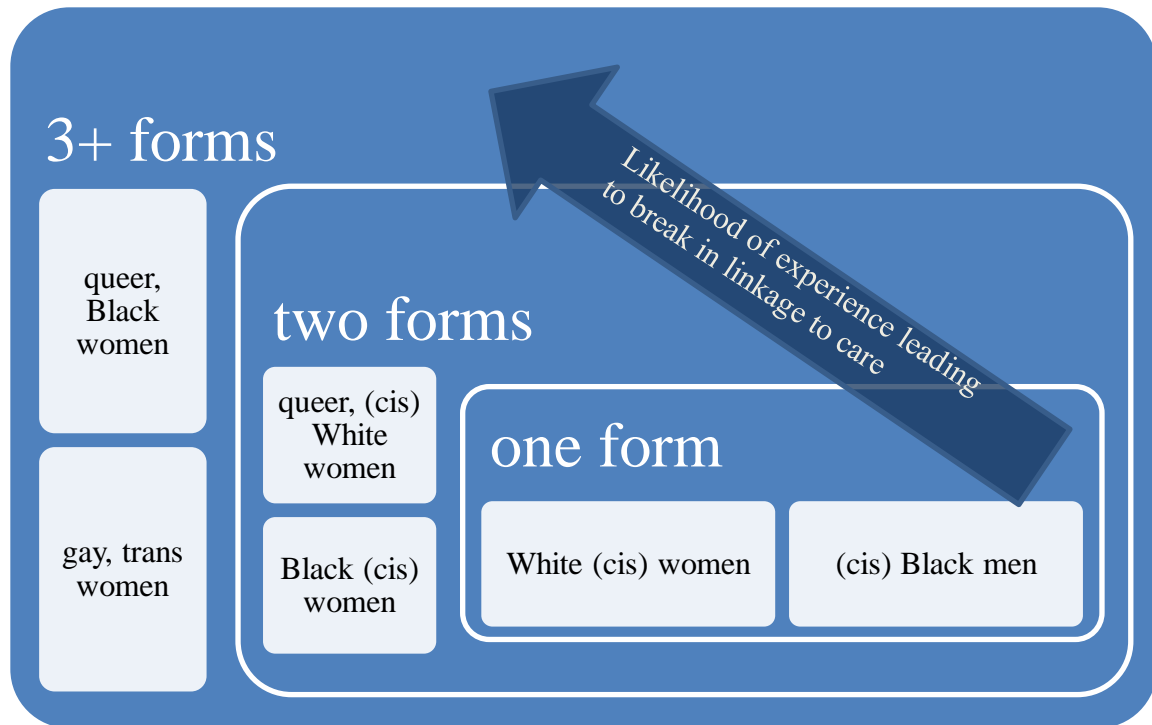 3+ forms
queer,
Black
women
gay, trans
women
two forms
queer, (cis)
White
women
Black (cis)
women
one form
White (cis) women
(cis) Black men
Likelihood of experience leading
to break in linkage to care